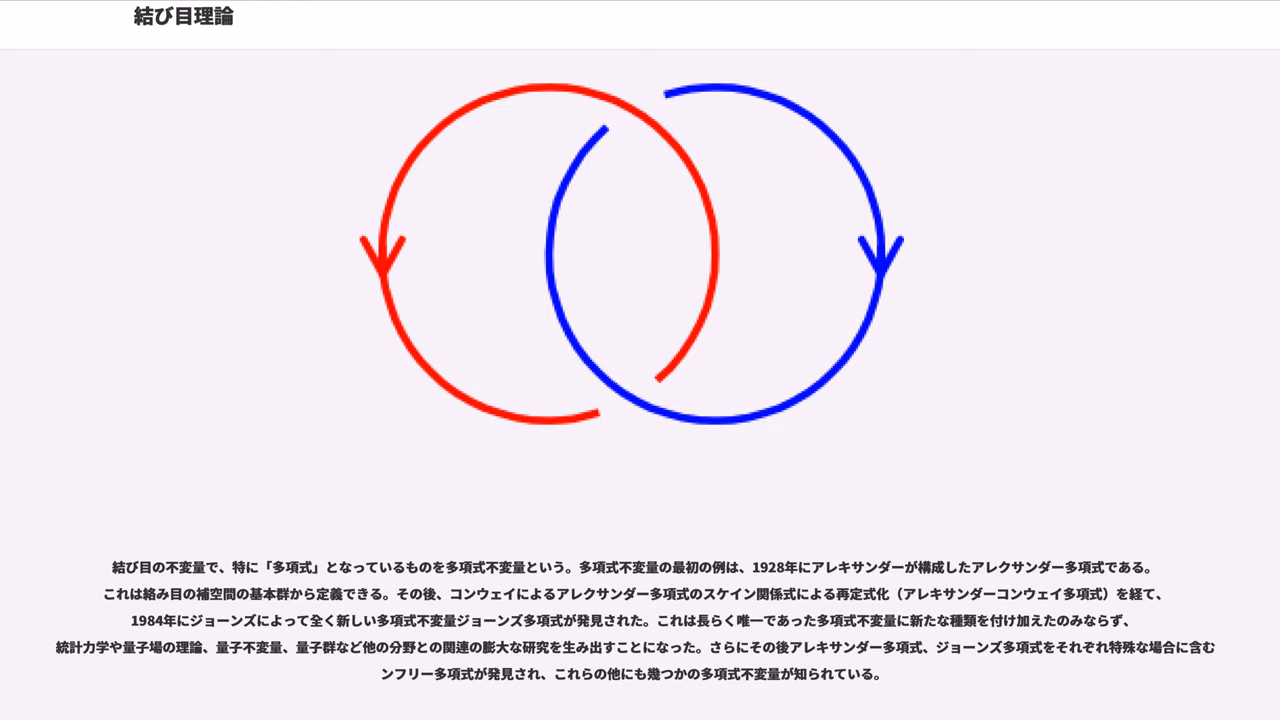 結び目理論
結び目の不変量で、特に「多項式」となっているものを多項式不変量という。多項式不変量の最初の例は、1928年にアレキサンダーが構成したアレクサンダー多項式である。
これは絡み目の補空間の基本群から定義できる。その後、コンウェイによるアレクサンダー多項式のスケイン関係式による再定式化（アレキサンダーコンウェイ多項式）を経て、
1984年にジョーンズによって全く新しい多項式不変量ジョーンズ多項式が発見された。これは長らく唯一であった多項式不変量に新たな種類を付け加えたのみならず、
統計力学や量子場の理論、量子不変量、量子群など他の分野との関連の膨大な研究を生み出すことになった。さらにその後アレキサンダー多項式、ジョーンズ多項式をそれぞれ特殊な場合に含む
ンフリー多項式が発見され、これらの他にも幾つかの多項式不変量が知られている。